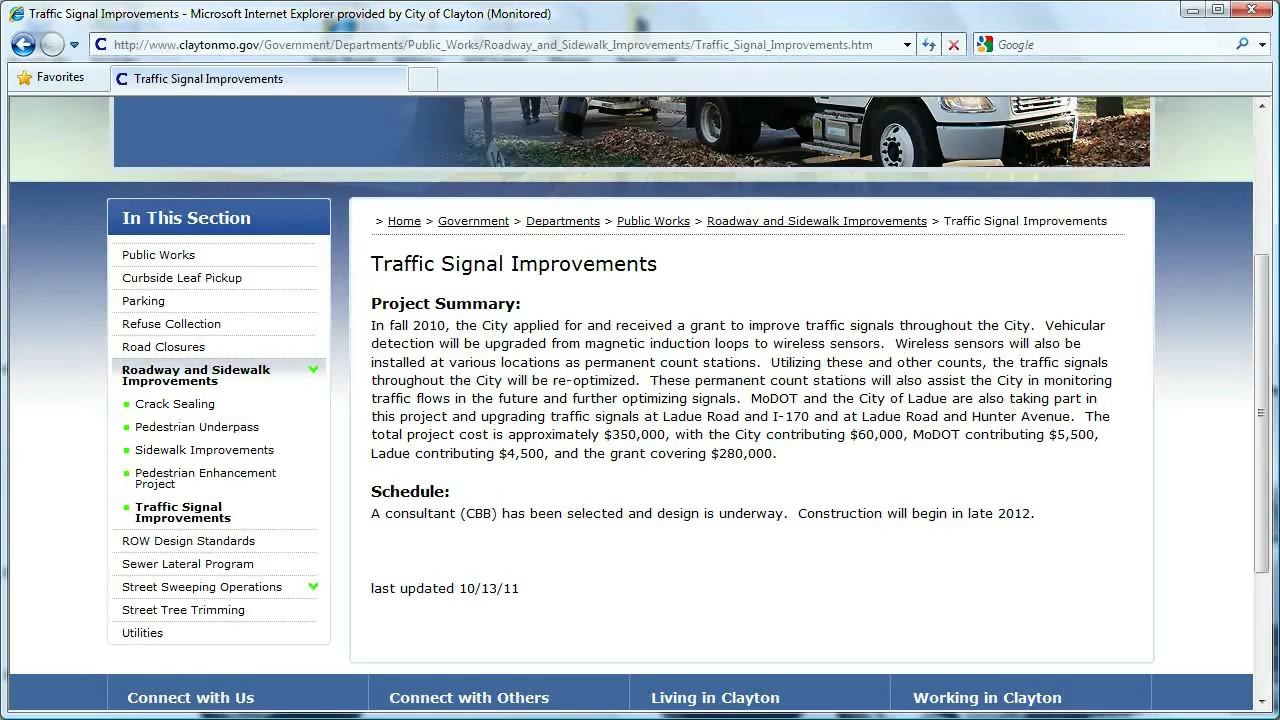 Traffic Signal Improvements - Microsoft Internet Explorer provided by City of Clayton (Monitored)
http://www.claytonmo.gov/Government/Departments/Public_Works/Roadway_and_Sidewalk_Improvements/Traffic_Signal_Improvements.htm
Google
Favorites
Traffic Signal Improvements
In This Section
Public Works
Curbside Leaf Pickup
Parking
Refuse Collection
Road Closures
Roadway and Sidewalk
Improvements
Crack Sealing
Pedestrian Underpass
Sidewalk Improvements
Pedestrian Enhancement
Project
Traffic Signal
Improvements
ROW Design Standards
Sewer Lateral Program
Street Sweeping Operations
Street Tree Trimming
Utilities
> Home > Government > Departments > Public Works > Roadway and Sidewalk Improvements > Traffic Signal Improvements
Traffic Signal Improvements
Project Summary:
In fall 2010, the City applied for and received a grant to improve traffic signals throughout the City. Vehicular
detection will be upgraded from magnetic induction loops to wireless sensors. Wireless sensors will also be
installed at various locations as permanent count stations. Utilizing these and other counts, the traffic signals
throughout the City will be re-optimized. These permanent count stations will also assist the City in monitoring
traffic flows in the future and further optimizing signals. MoDOT and the City of Ladue are also taking part in
this project and upgrading traffic signals at Ladue Road and I-170 and at Ladue Road and Hunter Avenue. The
total project cost is approximately $350,000, with the City contributing $60,000, MoDOT contributing $5,500,
Ladue contributing $4,500, and the grant covering $280,000.
Schedule:
A consultant (CBB) has been selected and design is underway. Construction will begin in late 2012.
last updated 10/13/11
Connect with Us
Connect with Others
Living in Clayton
Working in Clayton